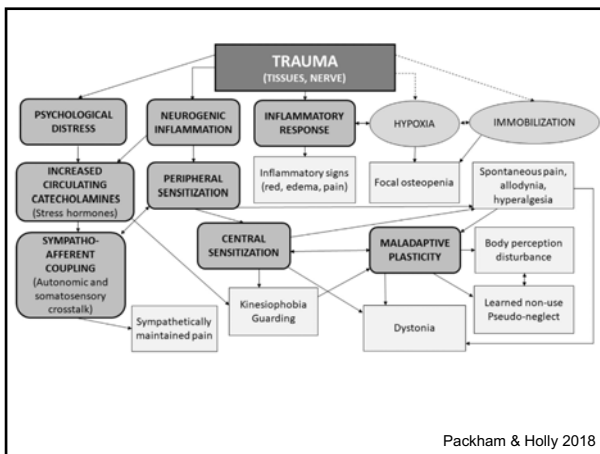 TRAUMA
(TISSUES, NERVE)
PSYCHOLOGICAL
DISTRESS
NEUROGENIC
INFLAMMATION
INFLAMMATORY
RESPONSE
HYPOXIA
IMMOBILIZATION
INCREASED
CIRCULATING
CATECHOLAMINES
(Stress hormones)
PERIPHERAL
SENSITIZATION
Inflammatory signs
(red, edema, pain)
Focal osteopenia
Spontaneous pain,
allodynia,
hyperalgesia
SYMPATHO-
AFFERENT
COUPLING
(Autonomic and
somatosensory
crosstalk)
CENTRAL
SENSITIZATION
MALADAPTIVE
PLASTICITY
Body perception
disturbance
Sympathetically
maintained pain
Kinesiophobia
Guarding
Dystonia
Learned non-use
Pseudo-neglect
Packham & Holly 2018